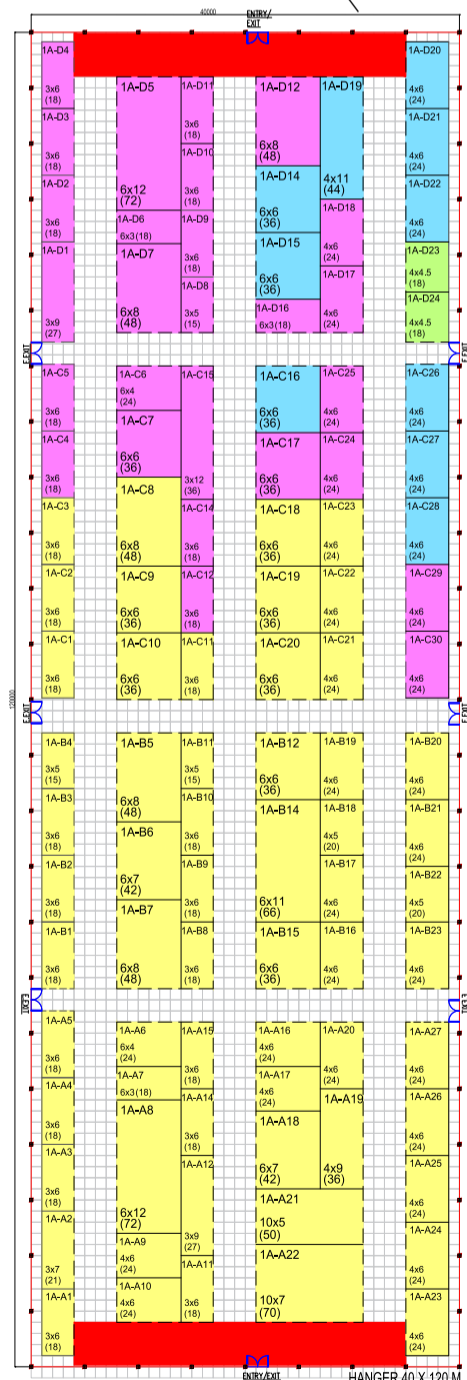 40000
ENTRY/
EXIT
1A-D4
3x6
(18)
1A-D3
3x6
(18)
1A-D2
3x6
(18)
1A-D1
3x9
(27)
1A-D5
6x12
(72)
1A-D6
6x3(18)
1A-D7
6x8
(48)
1A-D11
3x6
(18)
1A-D10
3x6
(18)
1A-D9
3x6
(18)
1A-D8
3x5
(15)
1A-D12
6x8
(48)
1A-D14
6x6
(36)
1A-D15
6x6
(36)
1A-D16
6x3(18)
1A-D19
4x11
(44)
1A-D18
4x6
(24)
1A-D17
4x6
(24)
1A-D20
4x6
(24)
1A-D21
4x6
(24)
1A-D22
4x6
(24)
1A-D23
4x4.5
(18)
1A-D24
4x4.5
(18)
F.EXIT
F.EXIT
1A-C5
3x6
(18)
1A-C4
3x6
(18)
1A-C3
3x6
(18)
1A-C2
3x6
(18)
1A-C1
3x6
(18)
1A-C6
6x4
(24)
1A-C7
6x6
(36)
1A-C8
6x8
(48)
1A-C9
6x6
(36)
1A-C10
6x6
(36)
1A-C15
3x12
(36)
1A-C14
3x6
(18)
1A-C12
3x6
(18)
1A-C11
3x6
(18)
1A-C16
6x6
(36)
1A-C17
6x6
(36)
1A-C18
6x6
(36)
1A-C19
6x6
(36)
1A-C20
6x6
(36)
1A-C25
4x6
(24)
1A-C24
4x6
(24)
1A-C23
4x6
(24)
1A-C22
4x6
(24)
1A-C21
4x6
(24)
1A-C26
4x6
(24)
1A-C27
4x6
(24)
1A-C28
4x6
(24)
1A-C29
4x6
(24)
1A-C30
4x6
(24)
120000
F.EXIT
F.EXIT
1A-B4
3x5
(15)
1A-B3
3x6
(18)
1A-B2
3x6
(18)
1A-B1
3x6
(18)
1A-B5
6x8
(48)
1A-B6
6x7
(42)
1A-B7
6x8
(48)
1A-B11
3x5
(15)
1A-B10
3x6
(18)
1A-B9
3x6
(18)
1A-B8
3x6
(18)
1A-B12
6x6
(36)
1A-B14
6x11
(66)
1A-B15
6x6
(36)
1A-B19
4x6
(24)
1A-B18
4x5
(20)
1A-B17
4x6
(24)
1A-B16
4x6
(24)
1A-B20
4x6
(24)
1A-B21
4x6
(24)
1A-B22
4x5
(20)
1A-B23
4x6
(24)
F.EXIT
F.EXIT
1A-A5
3x6
(18)
1A-A4
3x6
(18)
1A-A3
3x6
(18)
1A-A2
3x7
(21)
1A-A1
3x6
(18)
1A-A6
6x4
(24)
1A-A7
6x3(18)
1A-A8
6x12
(72)
1A-A9
4x6
(24)
1A-A10
4x6
(24)
1A-A15
3x6
(18)
1A-A14
3x6
(18)
1A-A12
3x9
(27)
1A-A11
3x6
(18)
1A-A16
4x6
(24)
1A-A17
4x6
(24)
1A-A18
6x7
(42)
1A-A20
4x6
(24)
1A-A19
4x9
(36)
1A-A21
10x5
(50)
1A-A22
10x7
(70)
1A-A27
4x6
(24)
1A-A26
4x6
(24)
1A-A25
4x6
(24)
1A-A24
4x6
(24)
1A-A23
4x6
(24)
ENTRY/EXIT
HANGER 40 X 120 M